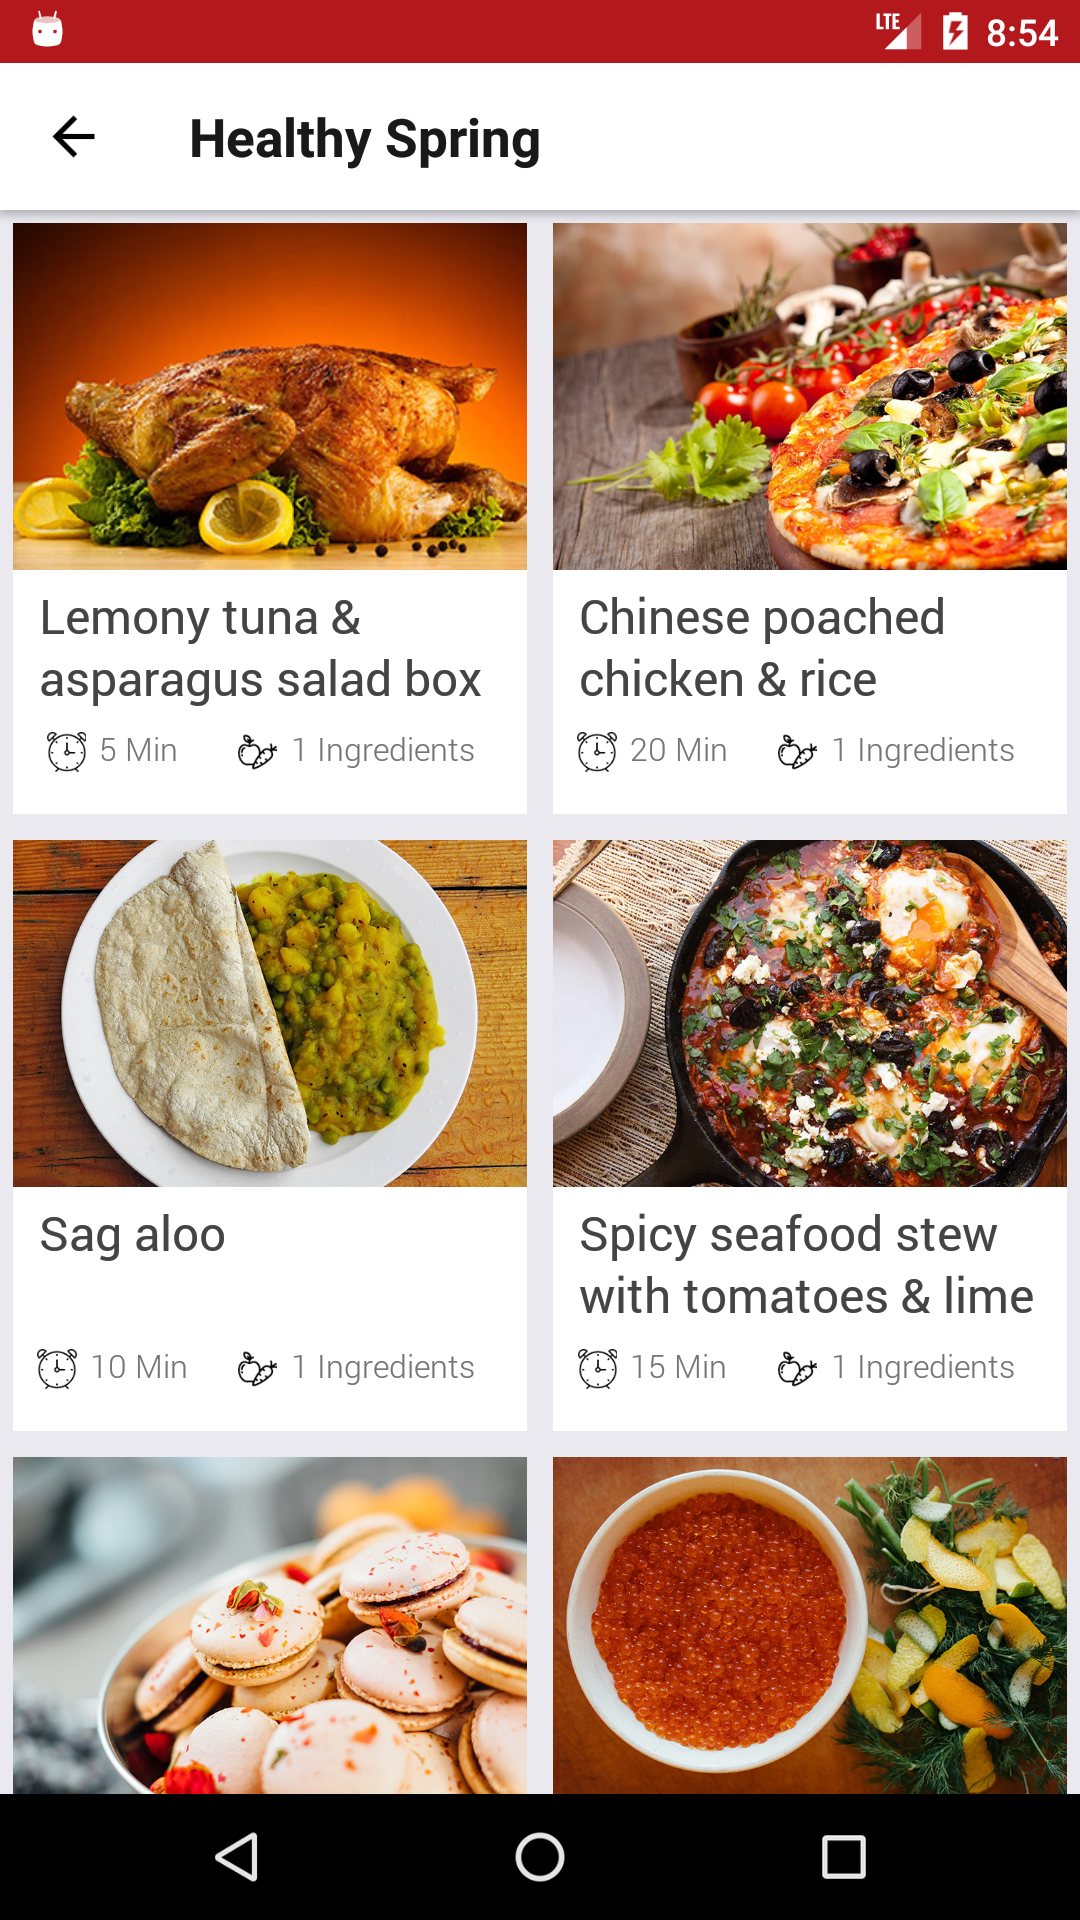 LTE 8:54
Healthy Spring
Lemony tuna &
asparagus salad box
5 Min 1 Ingredients
Chinese poached
chicken & rice
20 Min 1 Ingredients
Sag aloo
10 Min 1 Ingredients
Spicy seafood stew
with tomatoes & lime
15 Min 1 Ingredients